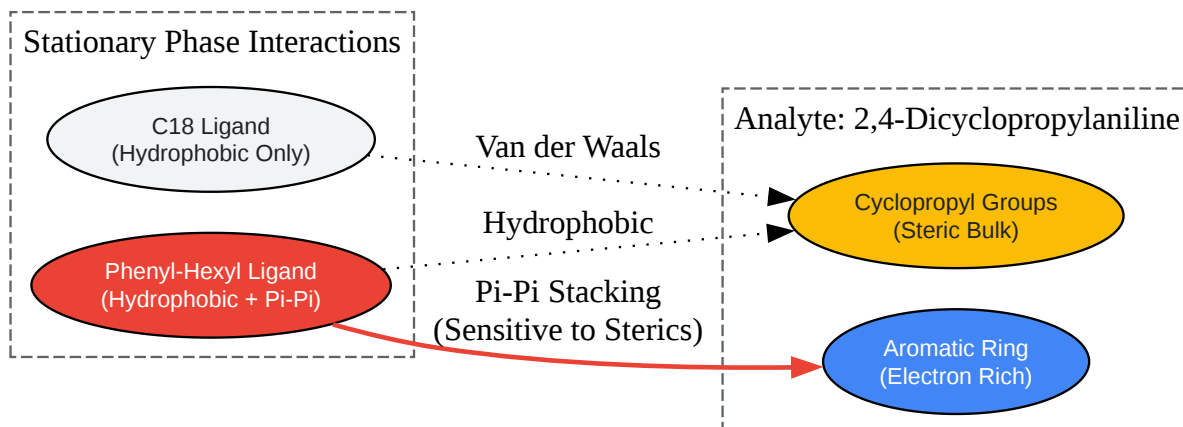 Stationary Phase Interactions
C18 Ligand
(Hydrophobic Only)
Phenyl-Hexyl Ligand
(Hydrophobic + Pi-Pi)
Van der Waals
Hydrophobic
Pi-Pi Stacking
(Sensitive to Sterics)
Analyte: 2,4-Dicyclopropylaniline
Cyclopropyl Groups
(Steric Bulk)
Aromatic Ring
(Electron Rich)